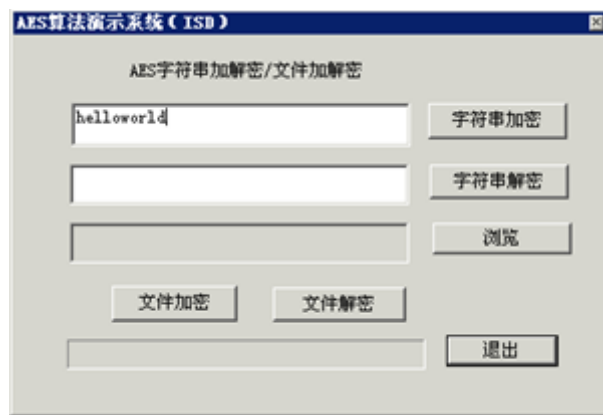 AES算法演示系统(ISD)
AES字符串加解密/文件加解密
helloworld
字符串加密
字符串解密
浏览
文件加密 文件解密
退出